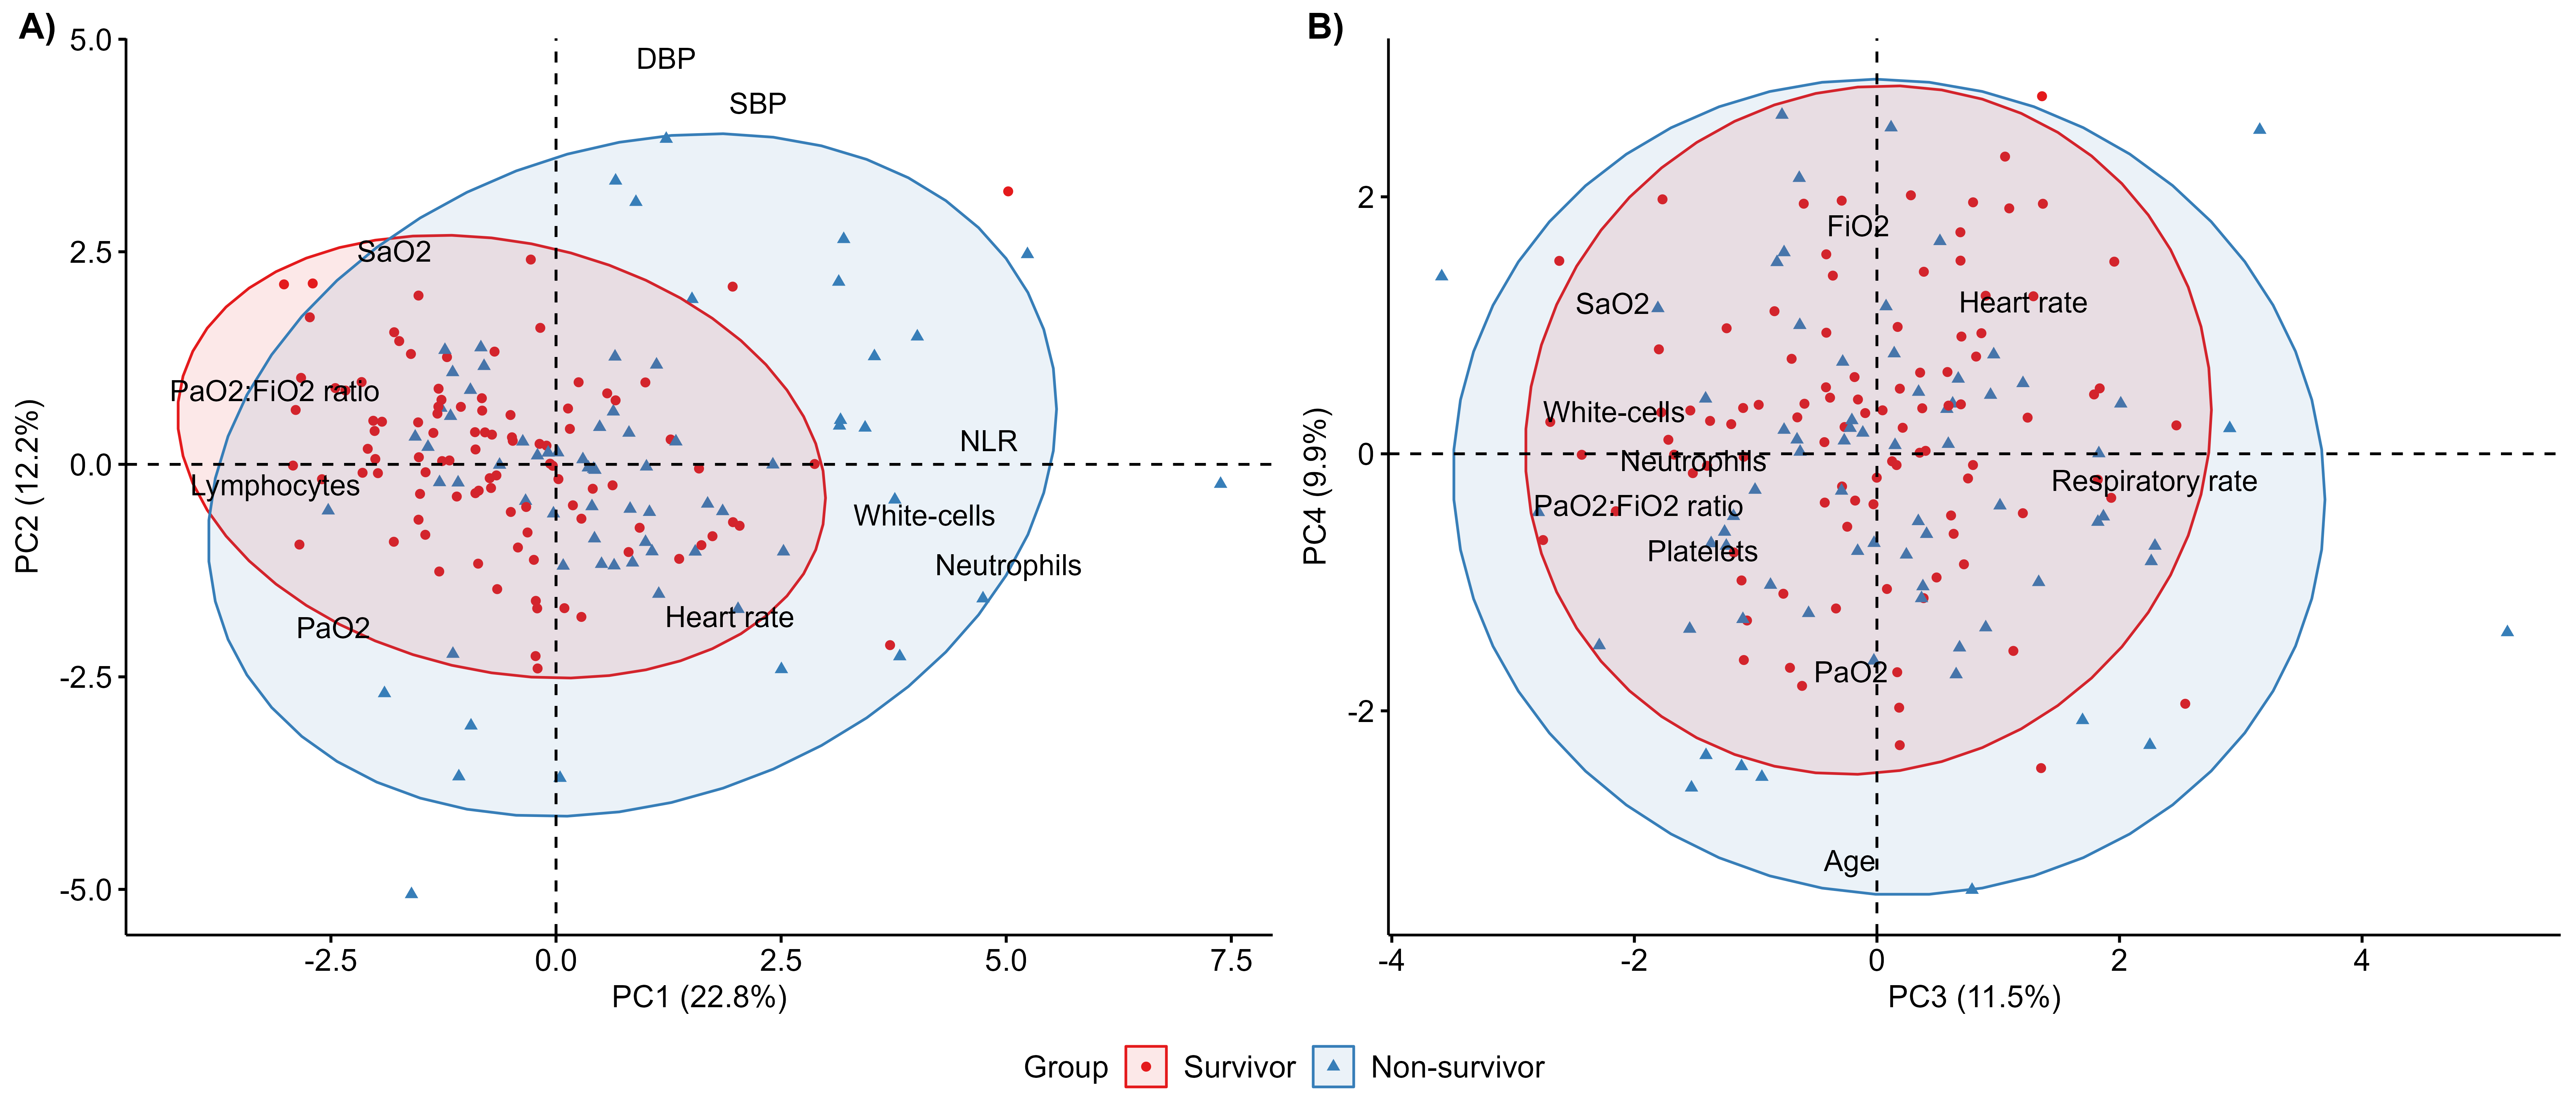 A)
5.0
2.5
0.0
-2.5
-5.0
PC2 (12.2%)
DBP
SBP
SaO2
PaO2:FiO2 ratio
NLR
Lymphocytes
White-cells
Neutrophils
PaO2
Heart rate
-2.5
0.0
2.5
5.0
7.5
PC1 (22.8%)
B)
2
0
-2
PC4 (9.9%)
FiO2
SaO2
Heart rate
White-cells
Neutrophils
Respiratory rate
PaO2:FiO2 ratio
Platelets
PaO2
Age
-4
-2
0
2
4
PC3 (11.5%)
Group
Survivor
Non-survivor